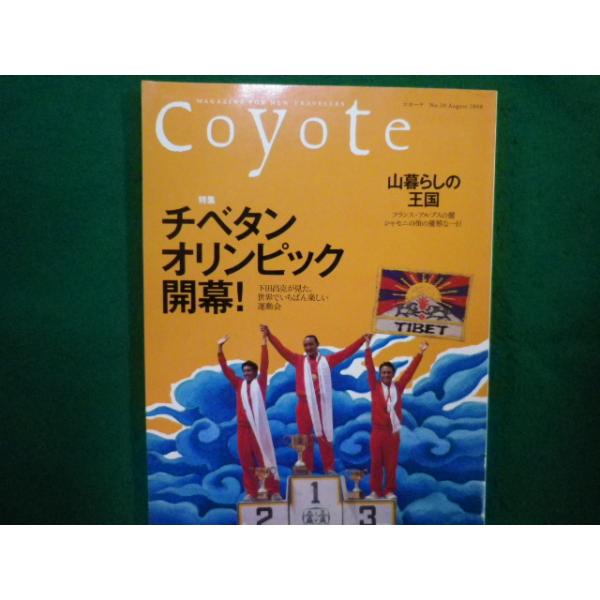 MAGAZINE FOR NEW TRAVELLERS
コヨーテ No.29 August 2008
coyote
特集
チベタン
オリンピック
開幕!
下田昌克が見た、
世界でいちばん楽しい
運動会
山暮らしの
王国
フランス・アルプスの麓
シャモニの街の優雅な一日
TIBET
1
2
3